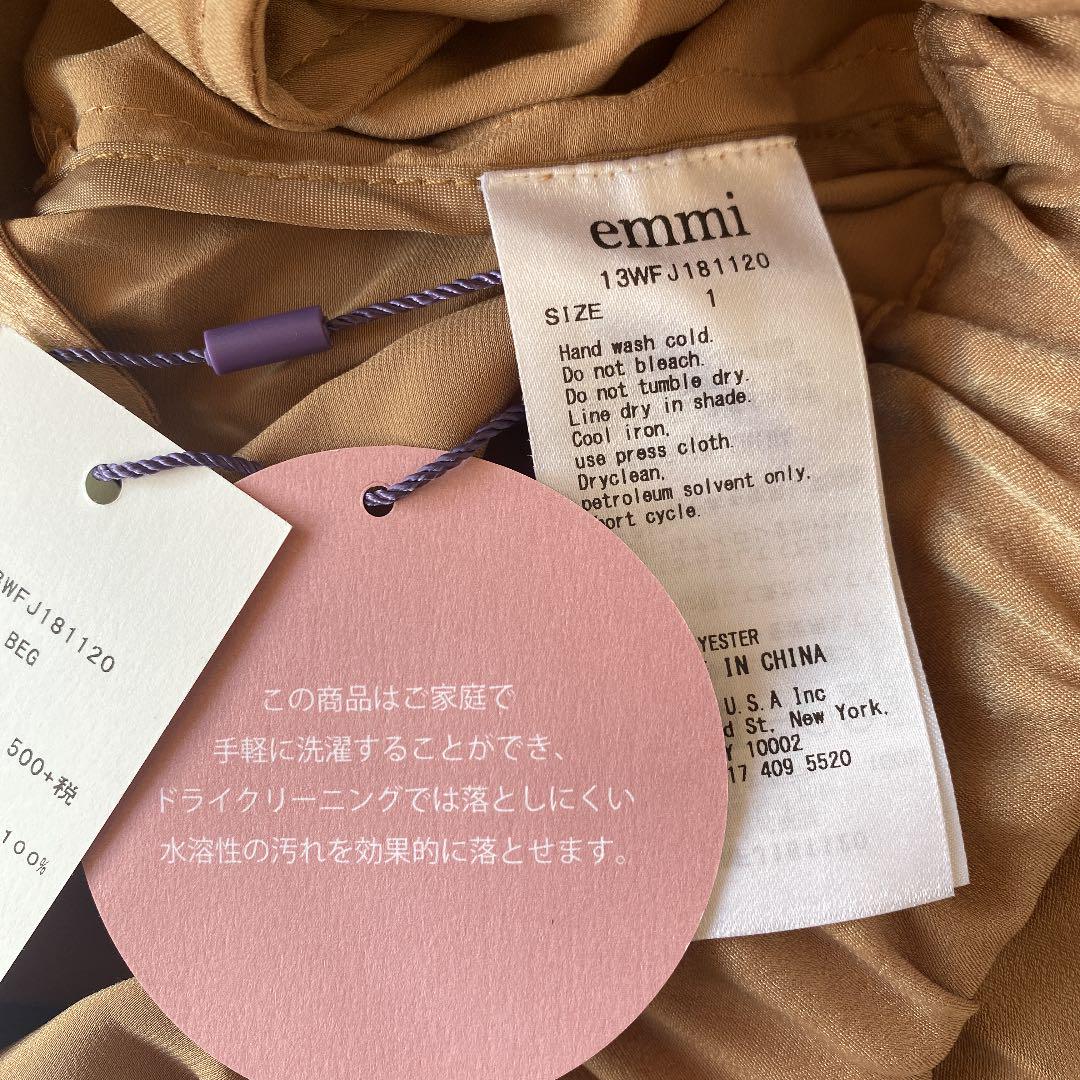 emmi
13WFJ181120
SIZE 1
Hand wash cold.
Do not bleach.
Do not tumble dry.
Line dry in shade.
Cool iron.
use press cloth.
Dryclean.
petroleum solvent only.
cycle.
IN CHINA
U.S.A Inc
St. New York.
10002
409 5520
BEG
500+税
100%
この商品はご家庭で
手軽に洗濯することができ、
ドライクリーニングでは落としにくい
水溶性の汚れを効果的に落とせます。